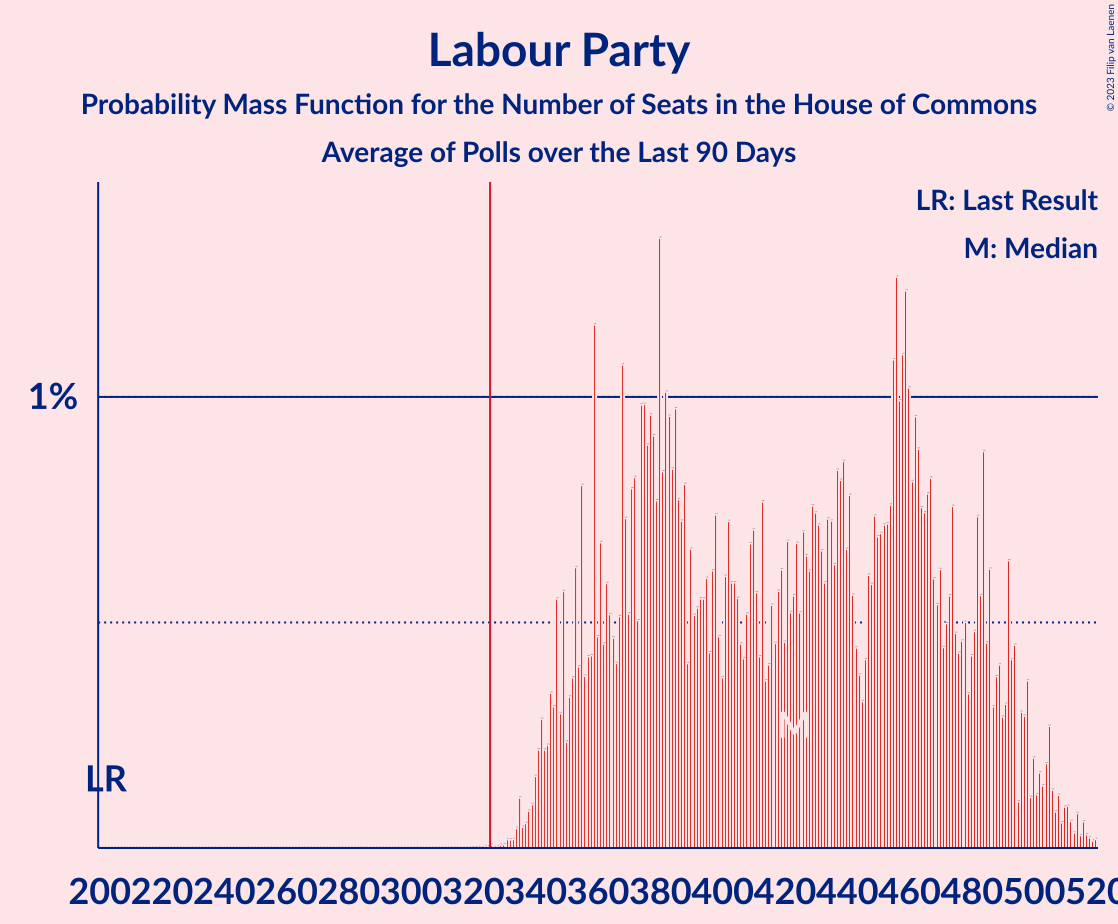 Labour Party
Probability Mass Function for the Number of Seats in the House of Commons
Average of Polls over the Last 90 Days
© 2023 Filip van Laenen
LR: Last Result
M: Median
1%
M
LR
200220240260280300320340360380400420440460480500520